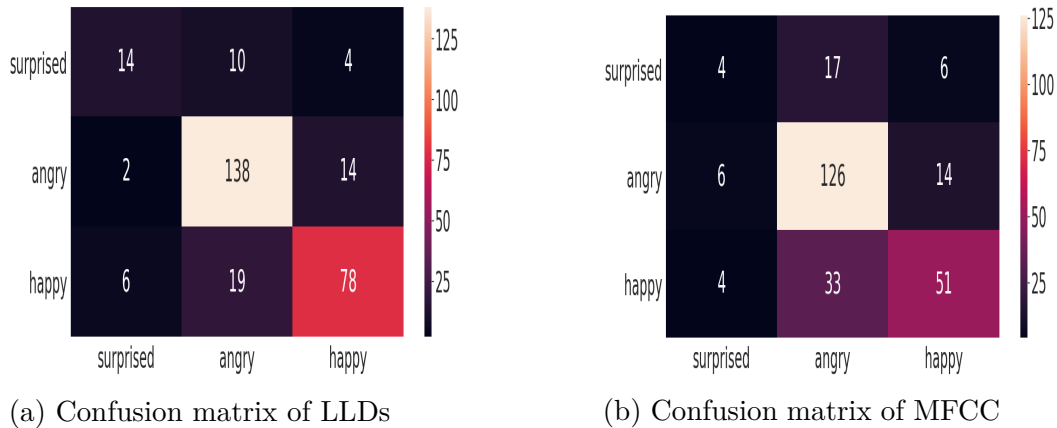 surprised 14 10 4
angry 2 138 14
happy 6 19 78
surprised angry happy
125
100
75
50
25
(a) Confusion matrix of LLDs
surprised 4 17 6
angry 6 126 14
happy 4 33 51
surprised angry happy
125
100
75
50
25
(b) Confusion matrix of MFCC